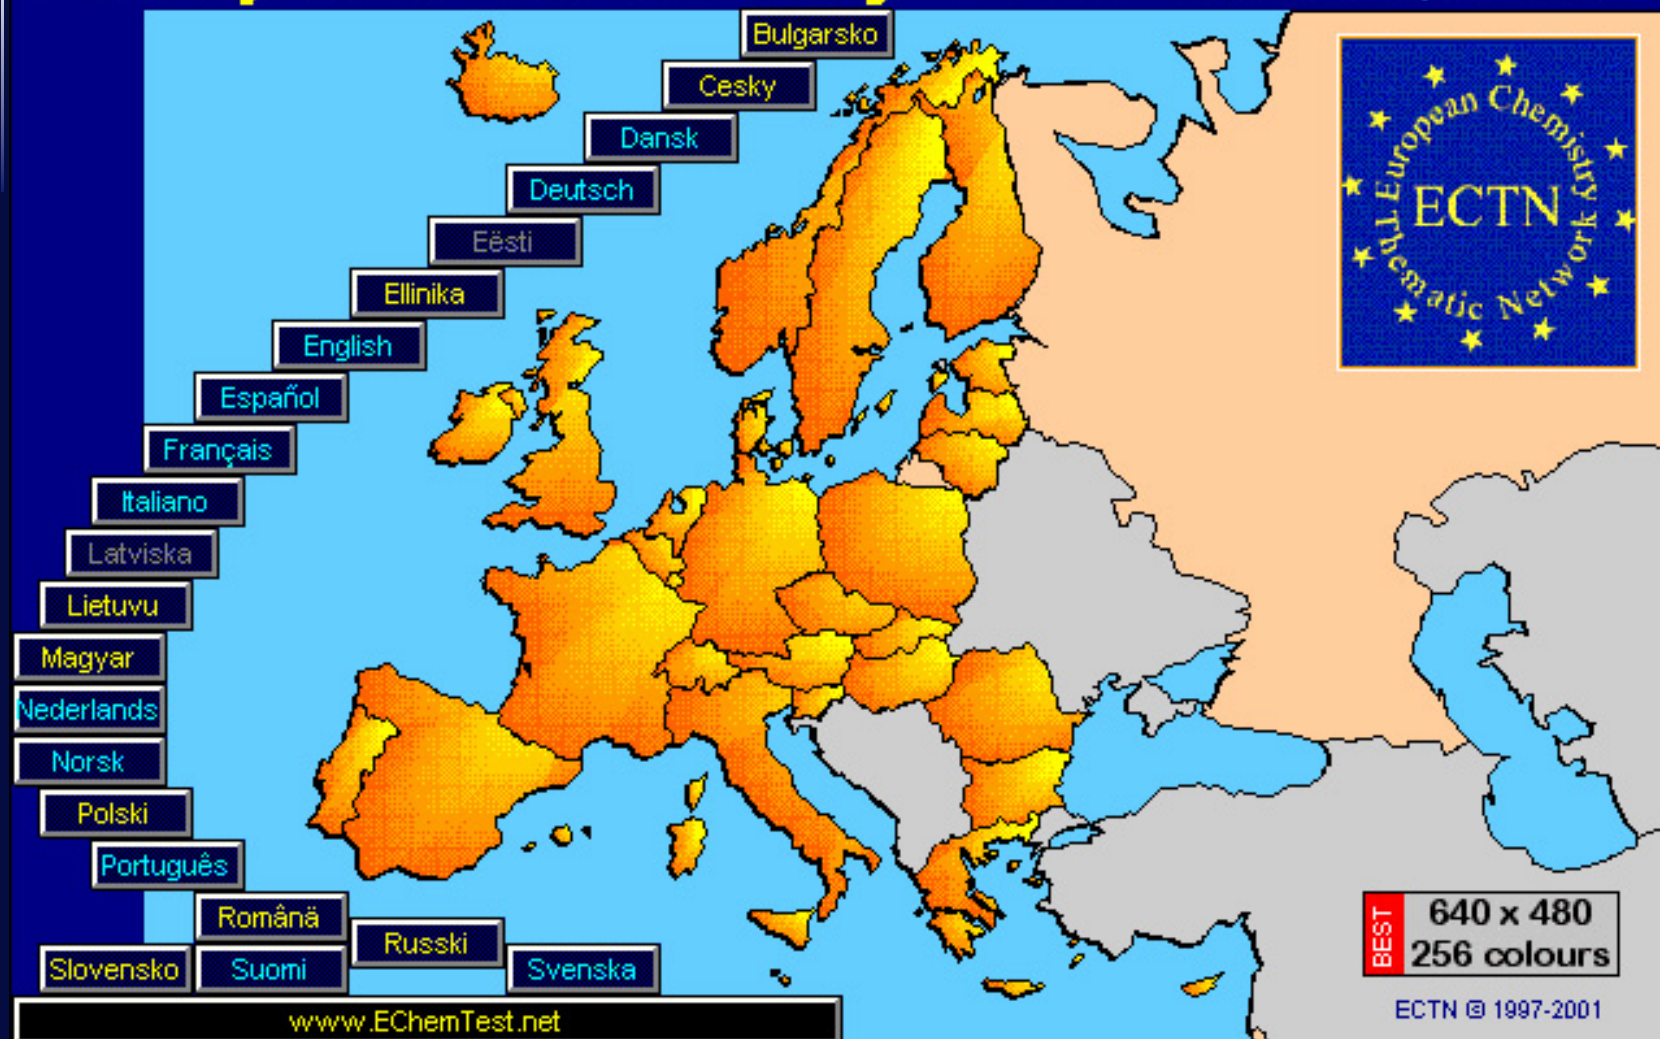 Bulgarsko
Cesky
Dansk
Deutsch
Eësti
Ellinika
English
Español
Français
Italiano
Latviska
Lietuvu
Magyar
Nederlands
Norsk
Polski
Português
Românä
Russki
Slovensko
Suomi
Svenska
www.EChemTest.net
The European Chemistry
Thematic Network
ECTN
BEST
640 x 480
256 colours
ECTN © 1997-2001